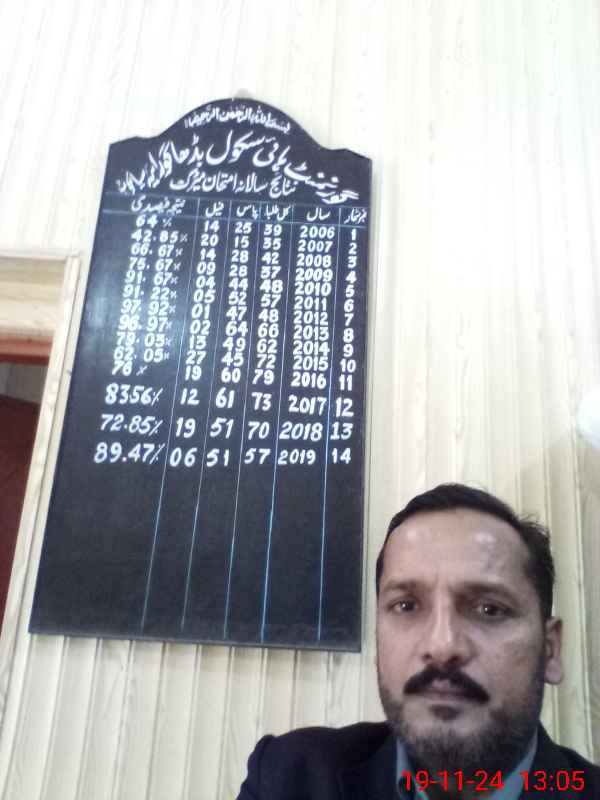 بسم اللہ الرحمن الرحیم
گورنمنٹ ہائی سکول بڈھا گورایہ
نتائج سالانہ امتحان میٹرک
نمبر شمار سال کل طلبا پاس فیل نتیجہ فیصدی
1 2006 39 25 14 64%
2 2007 35 15 20 42.85%
3 2008 42 28 14 66.67%
4 2009 37 28 09 75.67%
5 2010 48 44 04 91.67%
6 2011 57 52 05 91.22%
7 2012 48 47 01 97.92%
8 2013 66 64 02 96.97%
9 2014 62 49 13 79.03%
10 2015 72 45 27 62.05%
11 2016 79 60 19 76%
12 2017 73 61 12 8356%
13 2018 70 51 19 72.85%
14 2019 57 51 06 89.47%
19-11-24 13:05